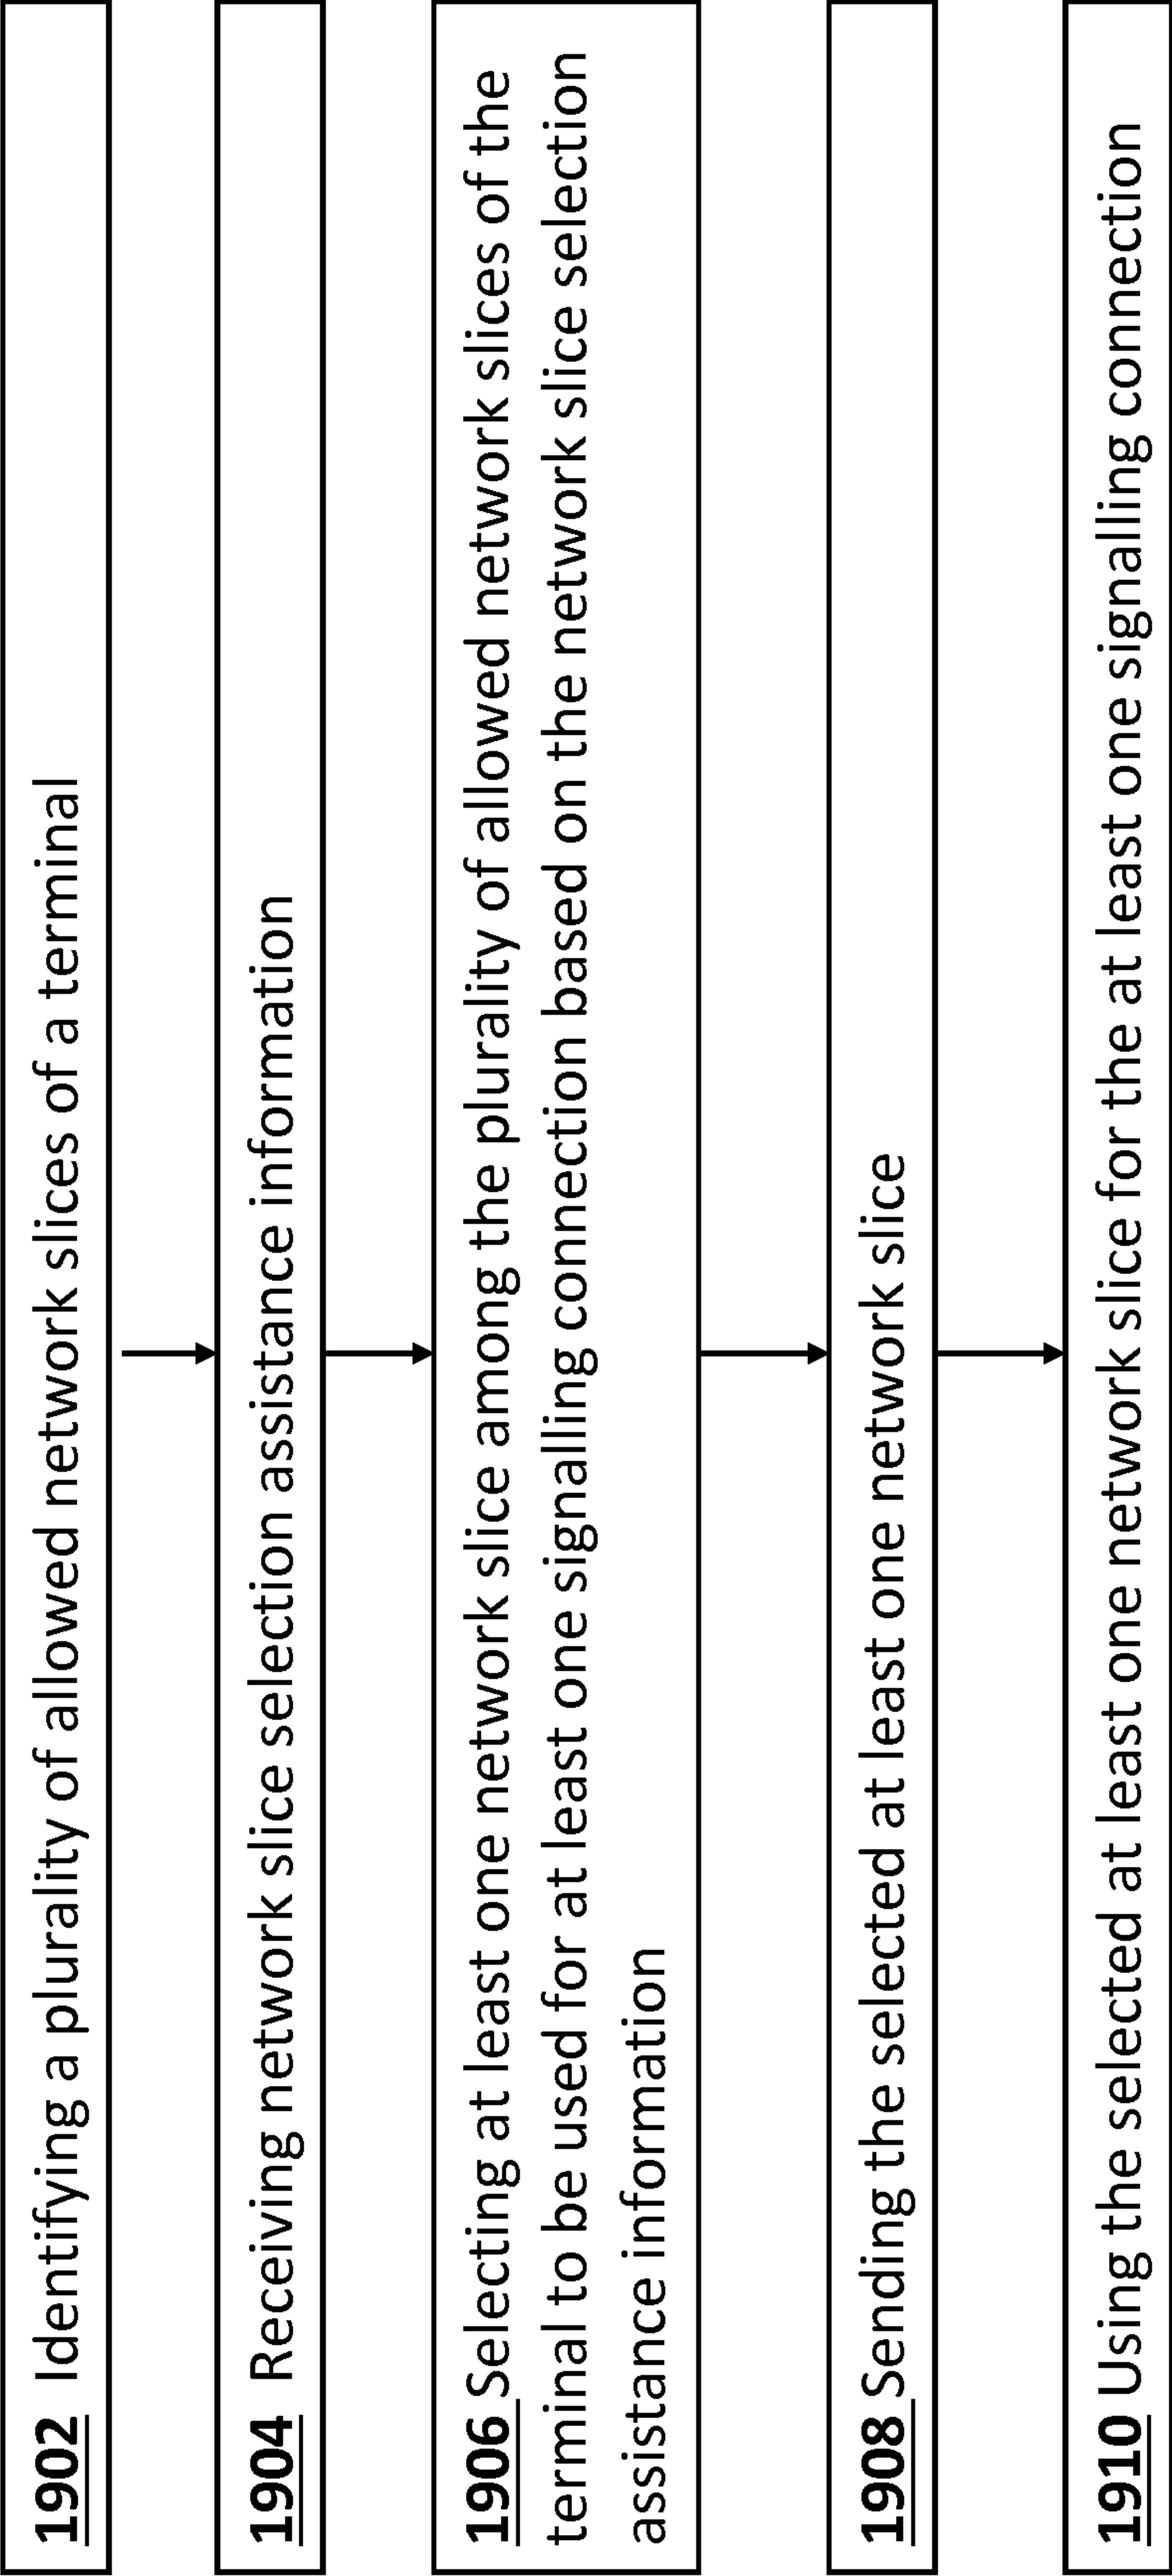 1902 Identifying a plurality of allowed network slices of a terminal
1904 Receiving network slice selection assistance information
1906 Selecting at least one network slice among the plurality of allowed network slices of the
terminal to be used for at least one signalling connection based on the network slice selection
assistance information
1908 Sending the selected at least one network slice
1910 Using the selected at least one network slice for the at least one signalling connection